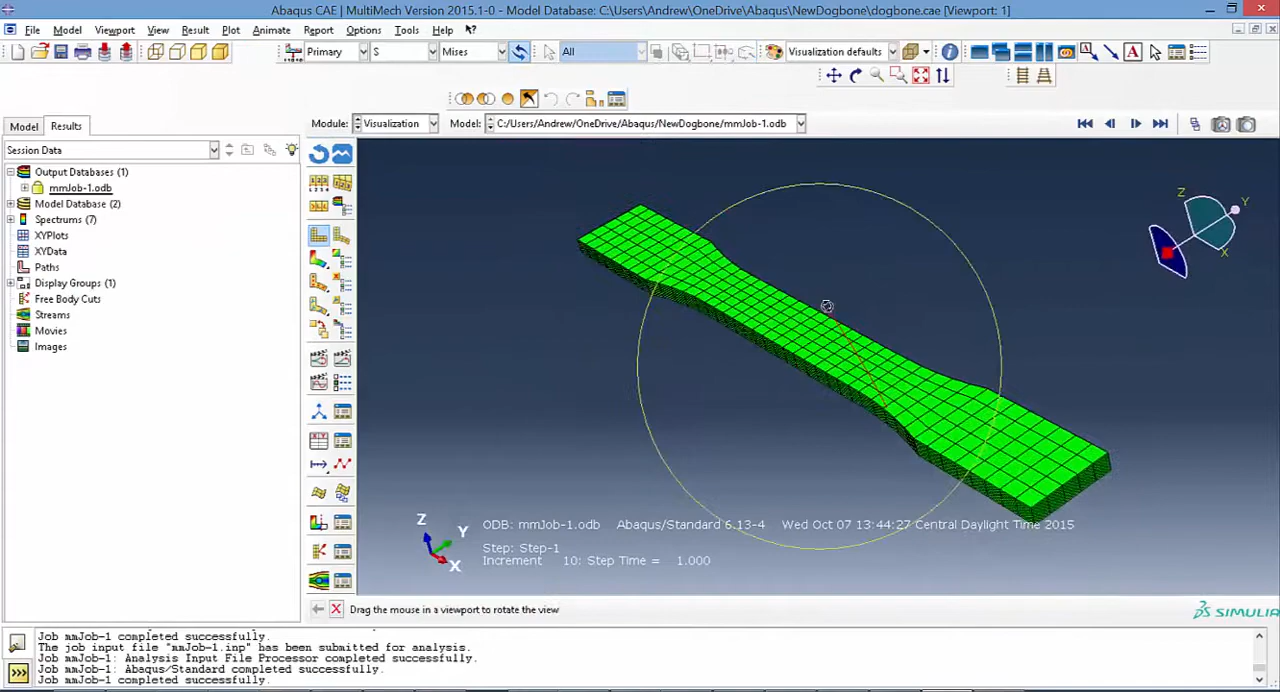 Abaqus CAE | MultiMech Version 2015.1-0 - Model Database: C:\Users\Andrew\OneDrive\Abaqus\NewDogbone\dogbone.cae [Viewport: 1]
File Model Viewport View Result Plot Animate Report Options Tools Help
Primary S Mises All Visualization defaults
Model Results Module: Visualization Model: C:/Users/Andrew/OneDrive/Abaqus/NewDogbone/mmJob-1.odb
Session Data
Output Databases (1)
mmJob-1.odb
Model Database (2)
Spectrums (7)
XYPlots
XYData
Paths
Display Groups (1)
Free Body Cuts
Streams
Movies
Images
Z
Y
X
Z
Y
X
ODB: mmJob-1.odb Abaqus/Standard 6.13-4 Wed Oct 07 13:44:27 Central Daylight Time 2015
Step: Step-1
Increment 10: Step Time = 1.000
Drag the mouse in a viewport to rotate the view
SIMULIA
Job mmJob-1 completed successfully.
The job input file "mmJob-1.inp" has been submitted for analysis.
Job mmJob-1: Analysis Input File Processor completed successfully.
Job mmJob-1: Abaqus/Standard completed successfully.
Job mmJob-1 completed successfully.